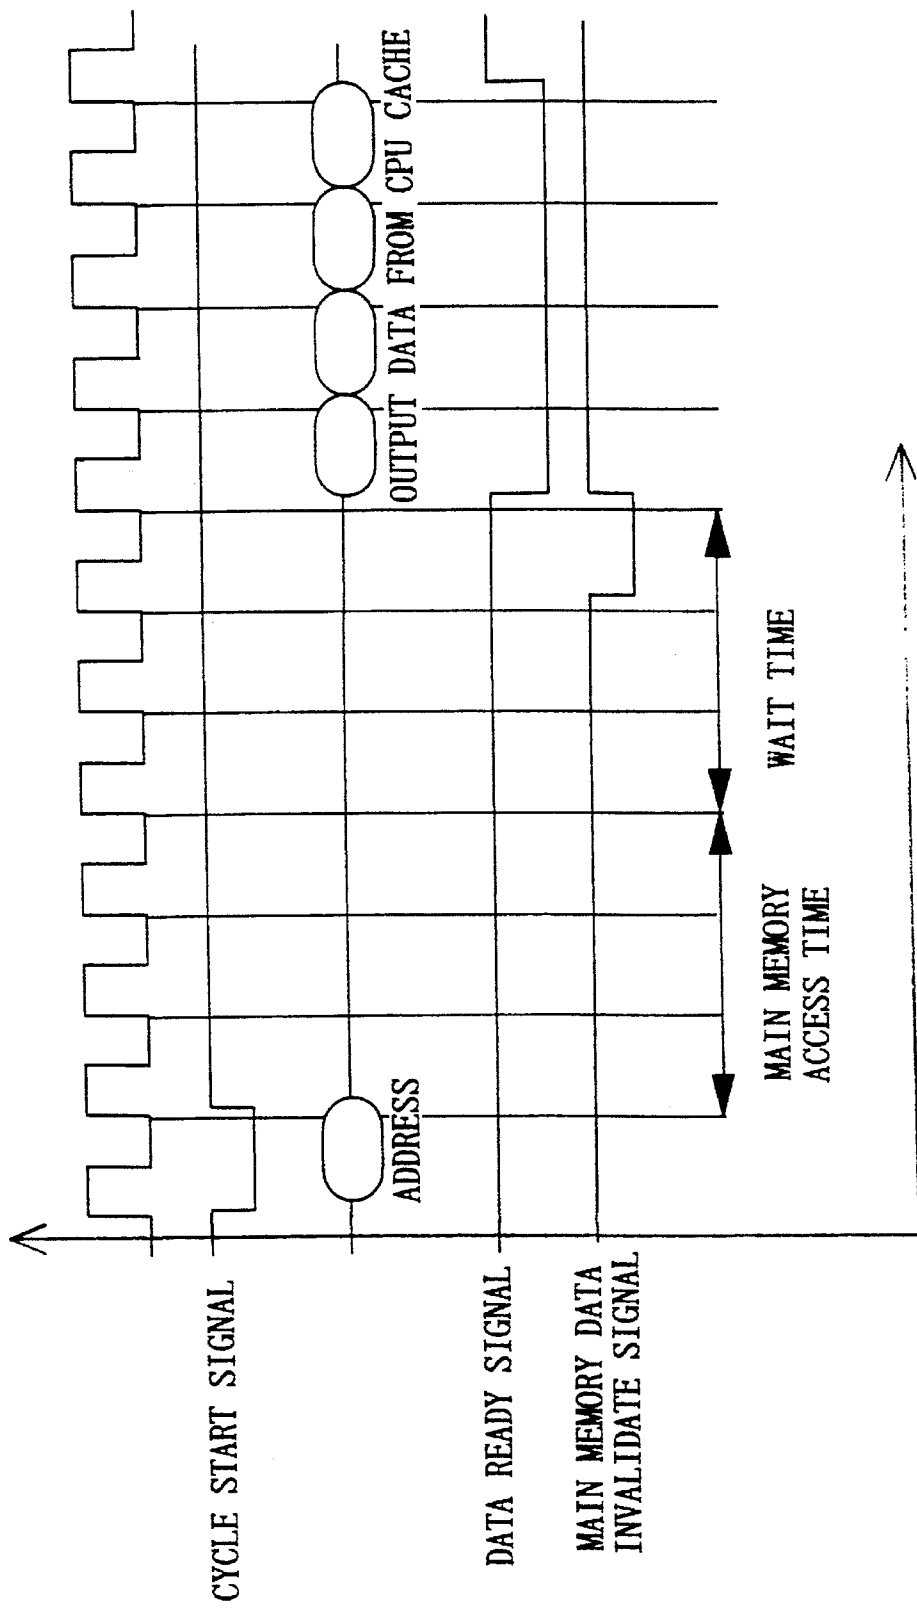 CYCLE START SIGNAL
ADDRESS
OUTPUT DATA FROM CPU CACHE
DATA READY SIGNAL
MAIN MEMORY DATA
INVALIDATE SIGNAL
MAIN MEMORY
ACCESS TIME
WAIT TIME